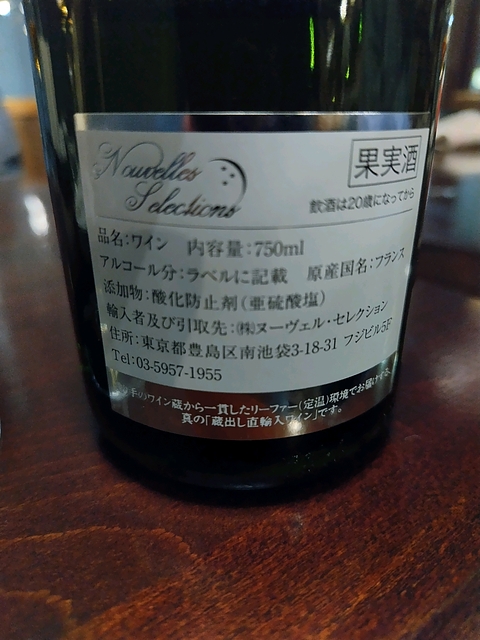 Nouvelles
Selections
果実酒
飲酒は20歳になってから
品名:ワイン 内容量:750ml
アルコール分:ラベルに記載 原産国名:フランス
添加物:酸化防止剤(亜硫酸塩)
輸入者及び引取先:㈱ヌーヴェル・セレクション
住所:東京都豊島区南池袋3-18-31 フジビル5F
Tel:03-5957-1955
手のワイン蔵から一貫したリーファー(定温)環境でお届けする、
真の「蔵出し直輸入ワイン」です。